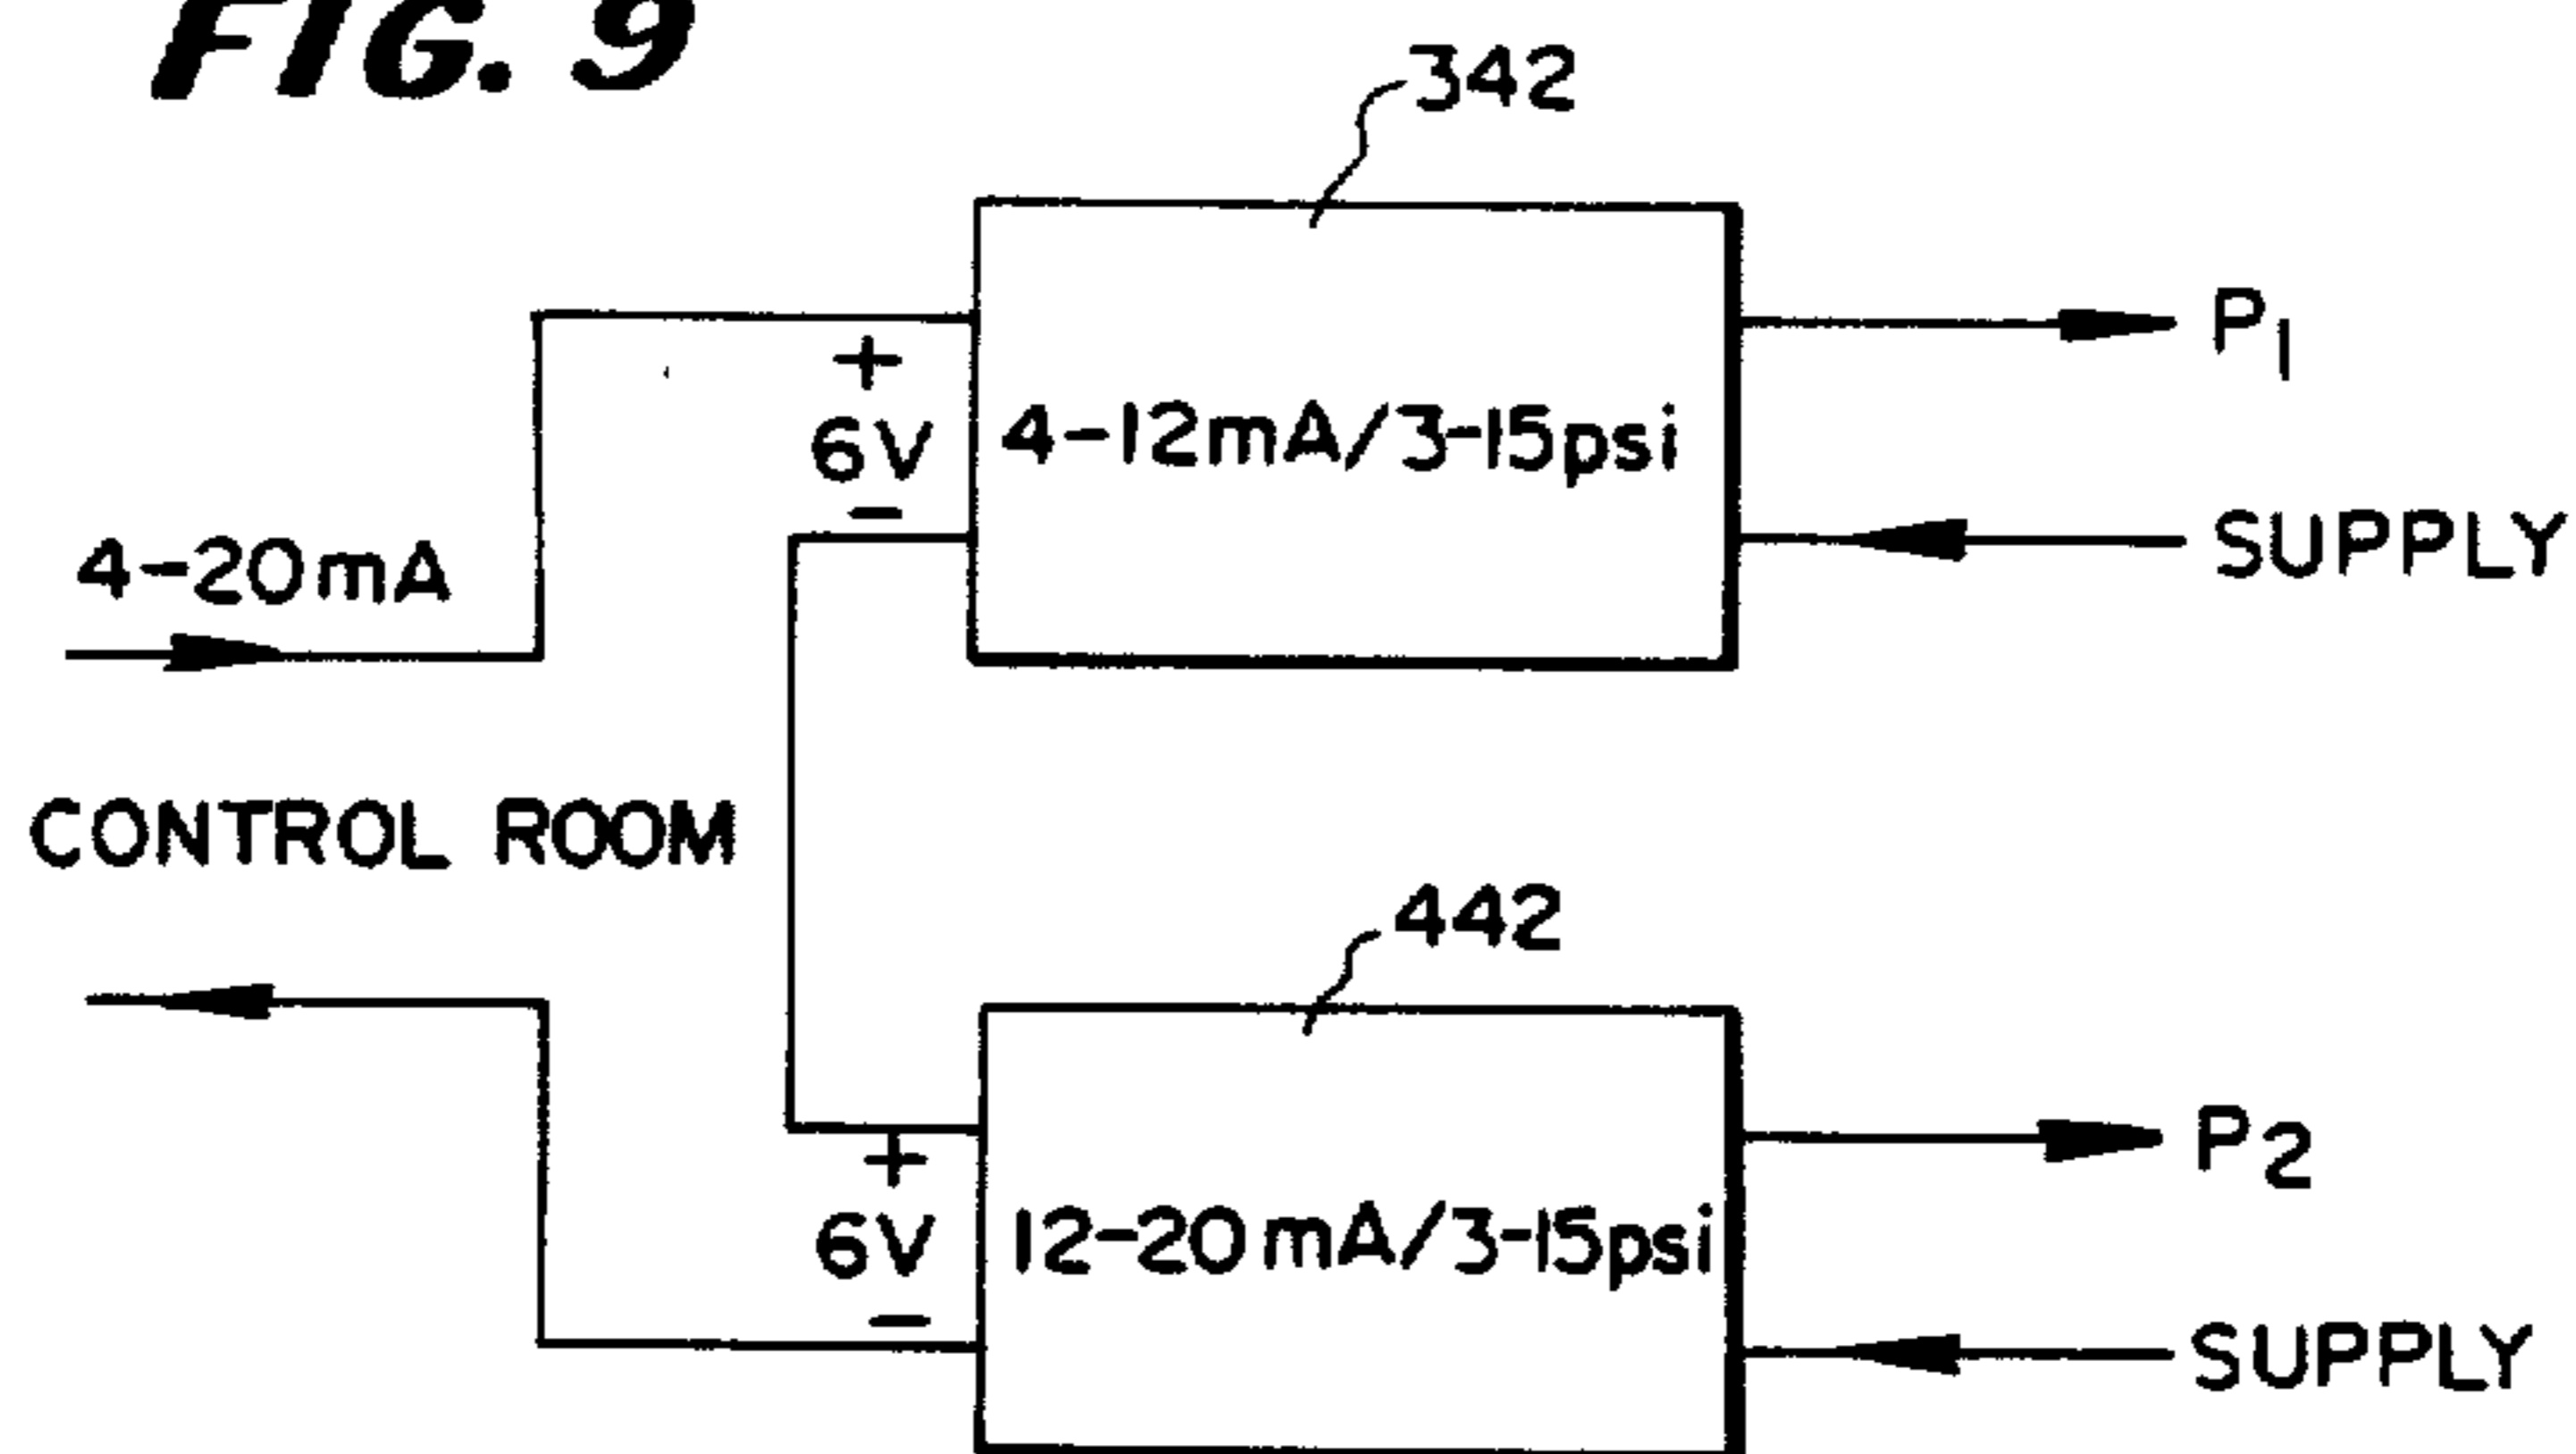 FIG. 9
342
+
6V
-
4-12mA/3-15psi
P1
SUPPLY
4-20mA
CONTROL ROOM
442
+
6V
-
12-20mA/3-15psi
P2
SUPPLY